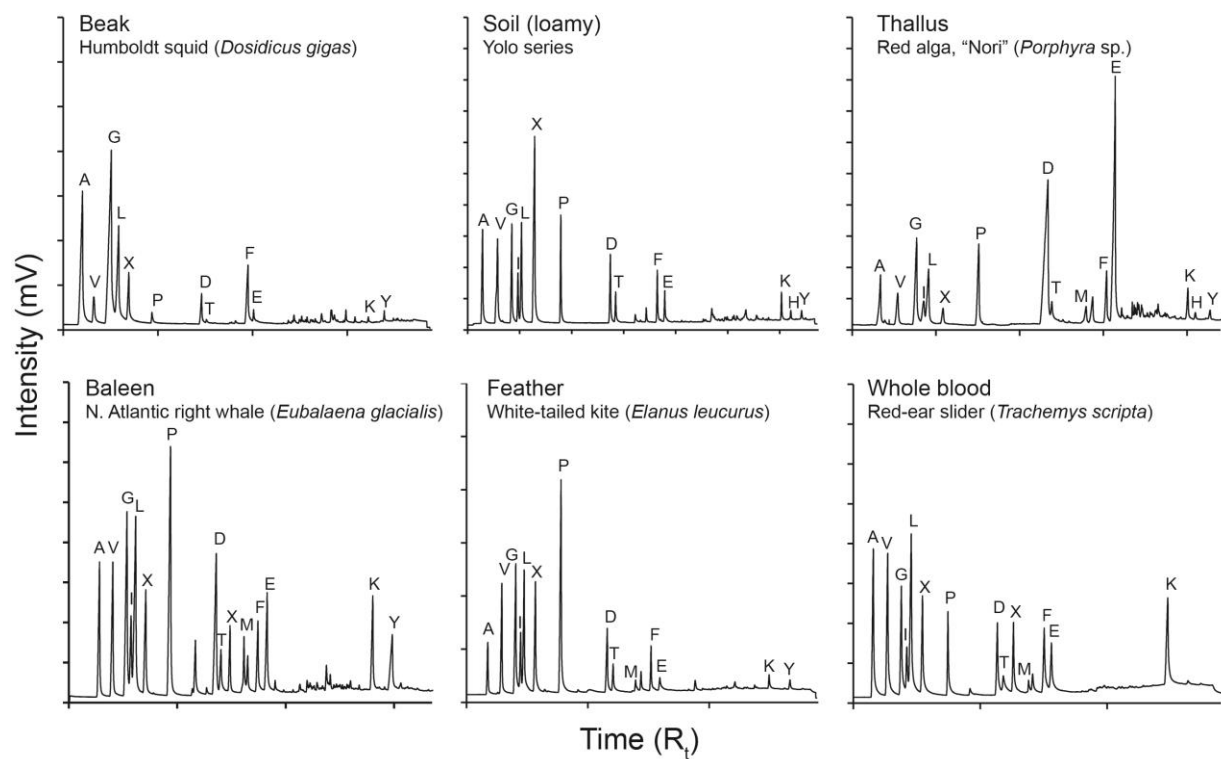 Beak
Humboldt squid (Dosidicus gigas)
A
V
G
L
X
P
D
T
F
E
K
Y
Soil (loamy)
Yolo series
A
V
G
I
L
X
P
D
T
F
E
K
H
Y
Thallus
Red alga, “Nori” (Porphyra sp.)
A
V
G
I
L
X
P
D
T
M
F
E
K
H
Y
Intensity (mV)
Baleen
N. Atlantic right whale (Eubalaena glacialis)
A
V
G
I
L
X
P
D
T
X
M
F
E
K
Y
Feather
White-tailed kite (Elanus leucurus)
A
V
G
I
L
X
P
D
T
M
F
E
K
Y
Whole blood
Red-ear slider (Trachemys scripta)
A
V
G
I
L
X
P
D
T
X
M
F
E
K
Time (Rt)